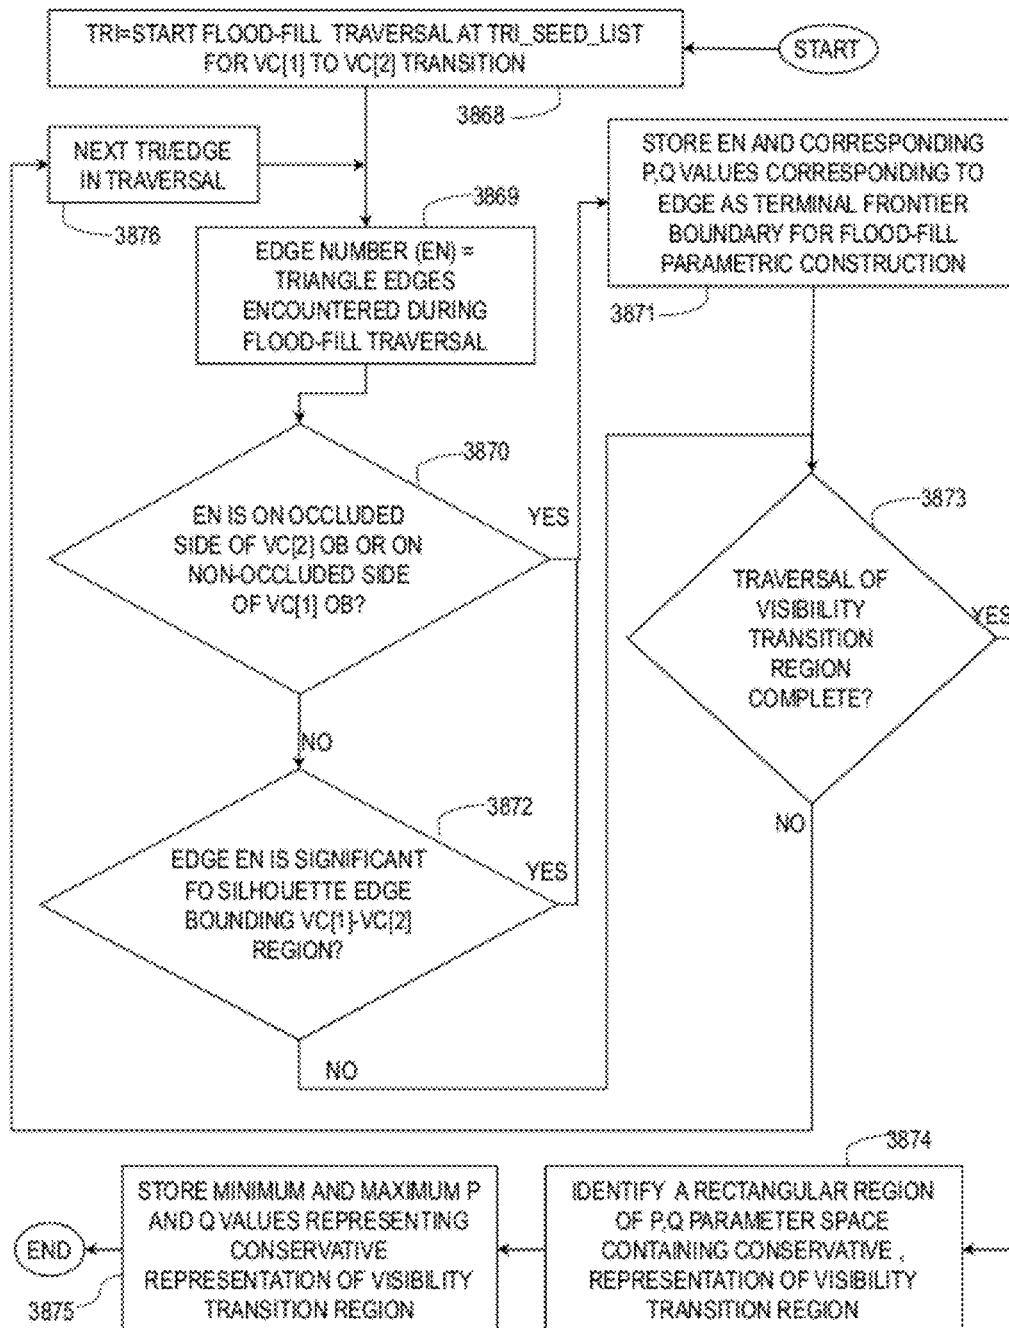 TRI=START FLOOD-FILL TRAVERSAL AT TRI_SEED_LIST
FOR VC[1] TO VC[2] TRANSITION
START
3868
NEXT TRI/EDGE
IN TRAVERSAL
3876
3869
EDGE NUMBER (EN) =
TRIANGLE EDGES
ENCOUNTERED DURING
FLOOD-FILL TRAVERSAL
STORE EN AND CORRESPONDING
P,Q VALUES CORRESPONDING TO
EDGE AS TERMINAL FRONTIER
BOUNDARY FOR FLOOD-FILL
PARAMETRIC CONSTRUCTION
3871
3870
EN IS ON OCCLUDED
SIDE OF VC[2] OB OR ON
NON-OCCLUDED SIDE
OF VC[1] OB?
YES
NO
3873
TRAVERSAL OF
VISIBILITY
TRANSITION
REGION
COMPLETE?
YES
NO
3872
EDGE EN IS SIGNIFICANT
FO SILHOUETTE EDGE
BOUNDING VC[1]-VC[2]
REGION?
YES
NO
3874
IDENTIFY A RECTANGULAR REGION
OF P,Q PARAMETER SPACE
CONTAINING CONSERVATIVE ,
REPRESENTATION OF VISIBILITY
TRANSITION REGION
STORE MINIMUM AND MAXIMUM P
AND Q VALUES REPRESENTING
CONSERVATIVE
REPRESENTATION OF VISIBILITY
TRANSITION REGION
3875
END